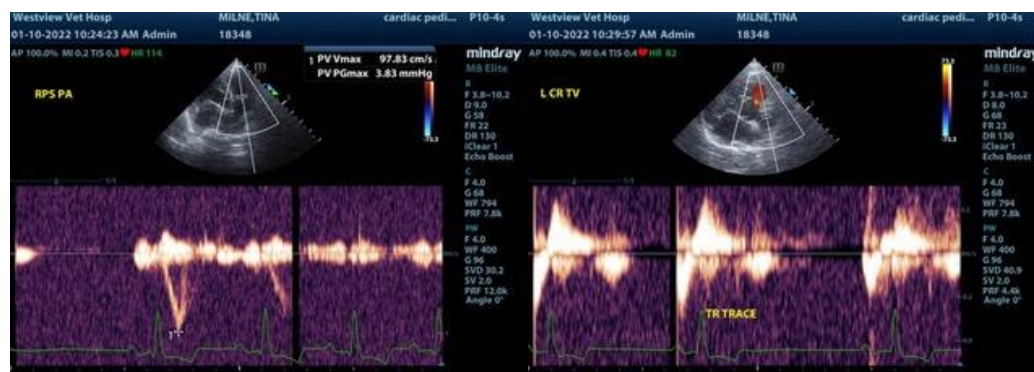 Westview Vet Hosp MILNE,TINA cardiac pedi... P10-4s
01-10-2022 10:24:23 AM Admin 18348
AP 100.0% MI 0.2 TIS 0.3 HR 114
mindray
M8 Elite
1 PV Vmax 97.83 cm/s
PV PGmax 3.83 mmHg
RPS PA
B
F 3.8-10.2
D 9.0
G 58
FR 22
DR 130
iClear 1
Echo Boost
C
F 4.0
G 68
WF 794
PRF 7.8k
PW
F 4.0
WF 400
G 96
SVD 30.2
SV 2.0
PRF 12.0k
Angle 0°
Westview Vet Hosp MILNE,TINA cardiac pedi... P10-4s
01-10-2022 10:29:57 AM Admin 18348
AP 100.0% MI 0.4 TIS 0.4 HR 82
mindray
M8 Elite
L CR TV
B
F 3.8-10.2
D 8.0
G 68
FR 23
DR 130
iClear 1
Echo Boost
C
F 4.0
G 68
WF 794
PRF 7.8k
PW
F 4.0
WF 400
G 96
SVD 40.9
SV 2.0
PRF 4.4k
Angle 0°
TR TRACE